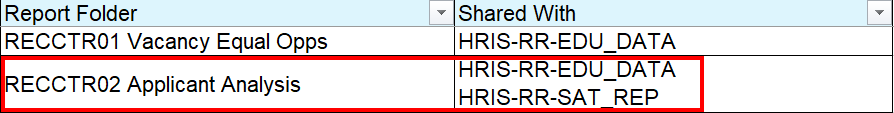 Report Folder Shared With
RECCTR01 Vacancy Equal Opps HRIS-RR-EDU_DATA
RECCTR02 Applicant Analysis HRIS-RR-EDU_DATA
HRIS-RR-SAT_REP